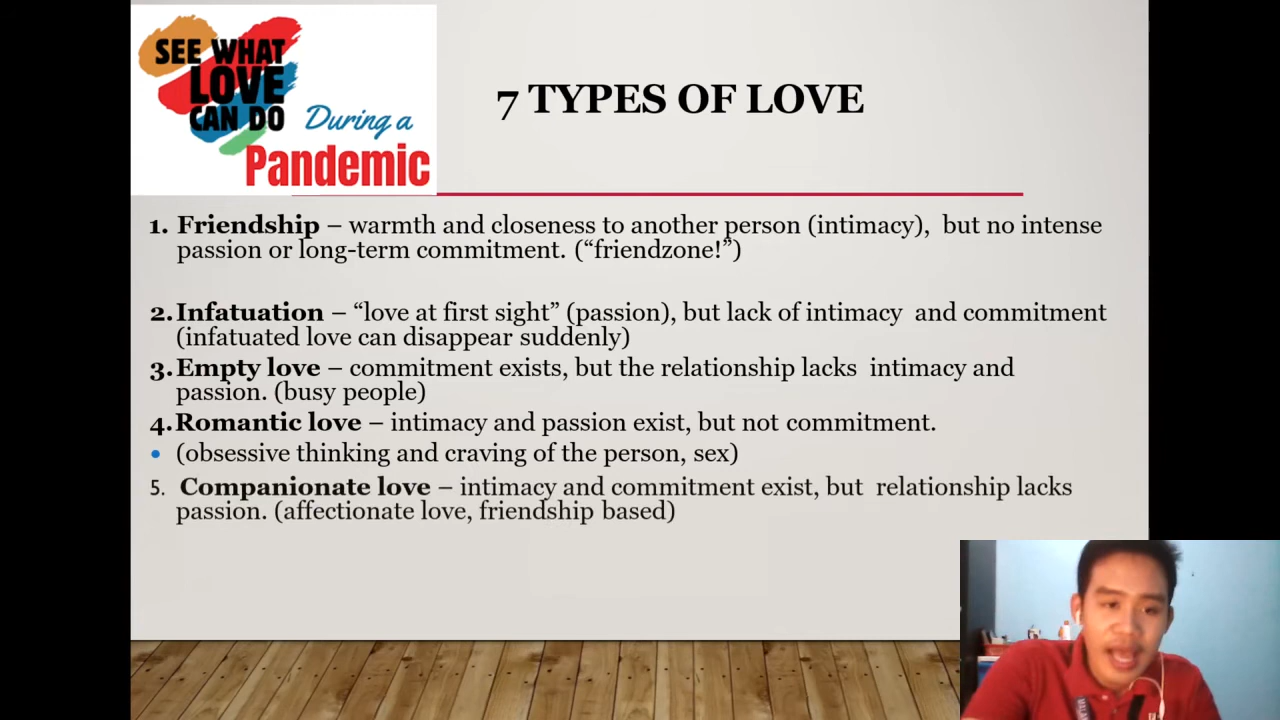 SEE WHAT
LOVE
CAN DO
During a
Pandemic
7 TYPES OF LOVE
1. Friendship – warmth and closeness to another person (intimacy),  but no intense
passion or long-term commitment. (“friendzone!”)
2. Infatuation – “love at first sight” (passion), but lack of intimacy  and commitment
(infatuated love can disappear suddenly)
3. Empty love – commitment exists, but the relationship lacks  intimacy and
passion. (busy people)
4. Romantic love – intimacy and passion exist, but not commitment.
• (obsessive thinking and craving of the person, sex)
5. Companionate love – intimacy and commitment exist, but  relationship lacks
passion. (affectionate love, friendship based)